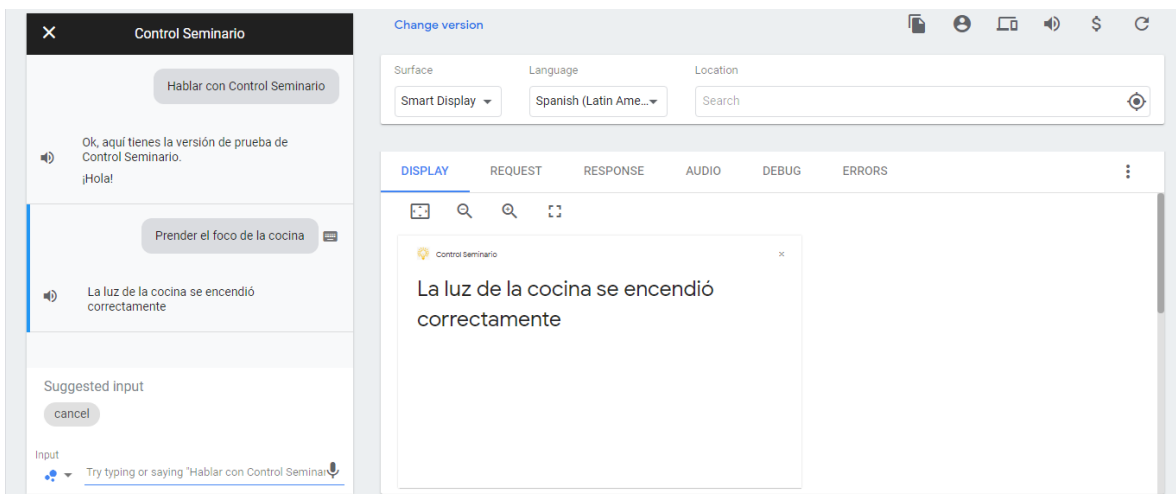 Control Seminario
Hablar con Control Seminario
Ok, aquí tienes la versión de prueba de
Control Seminario.
¡Hola!
Prender el foco de la cocina
La luz de la cocina se encendió
correctamente
Suggested input
cancel
Input
Try typing or saying "Hablar con Control Seminar
Change version
$
Surface
Language
Location
Smart Display
Spanish (Latin Ame...
Search
DISPLAY
REQUEST
RESPONSE
AUDIO
DEBUG
ERRORS
Control Seminario
La luz de la cocina se encendió
correctamente